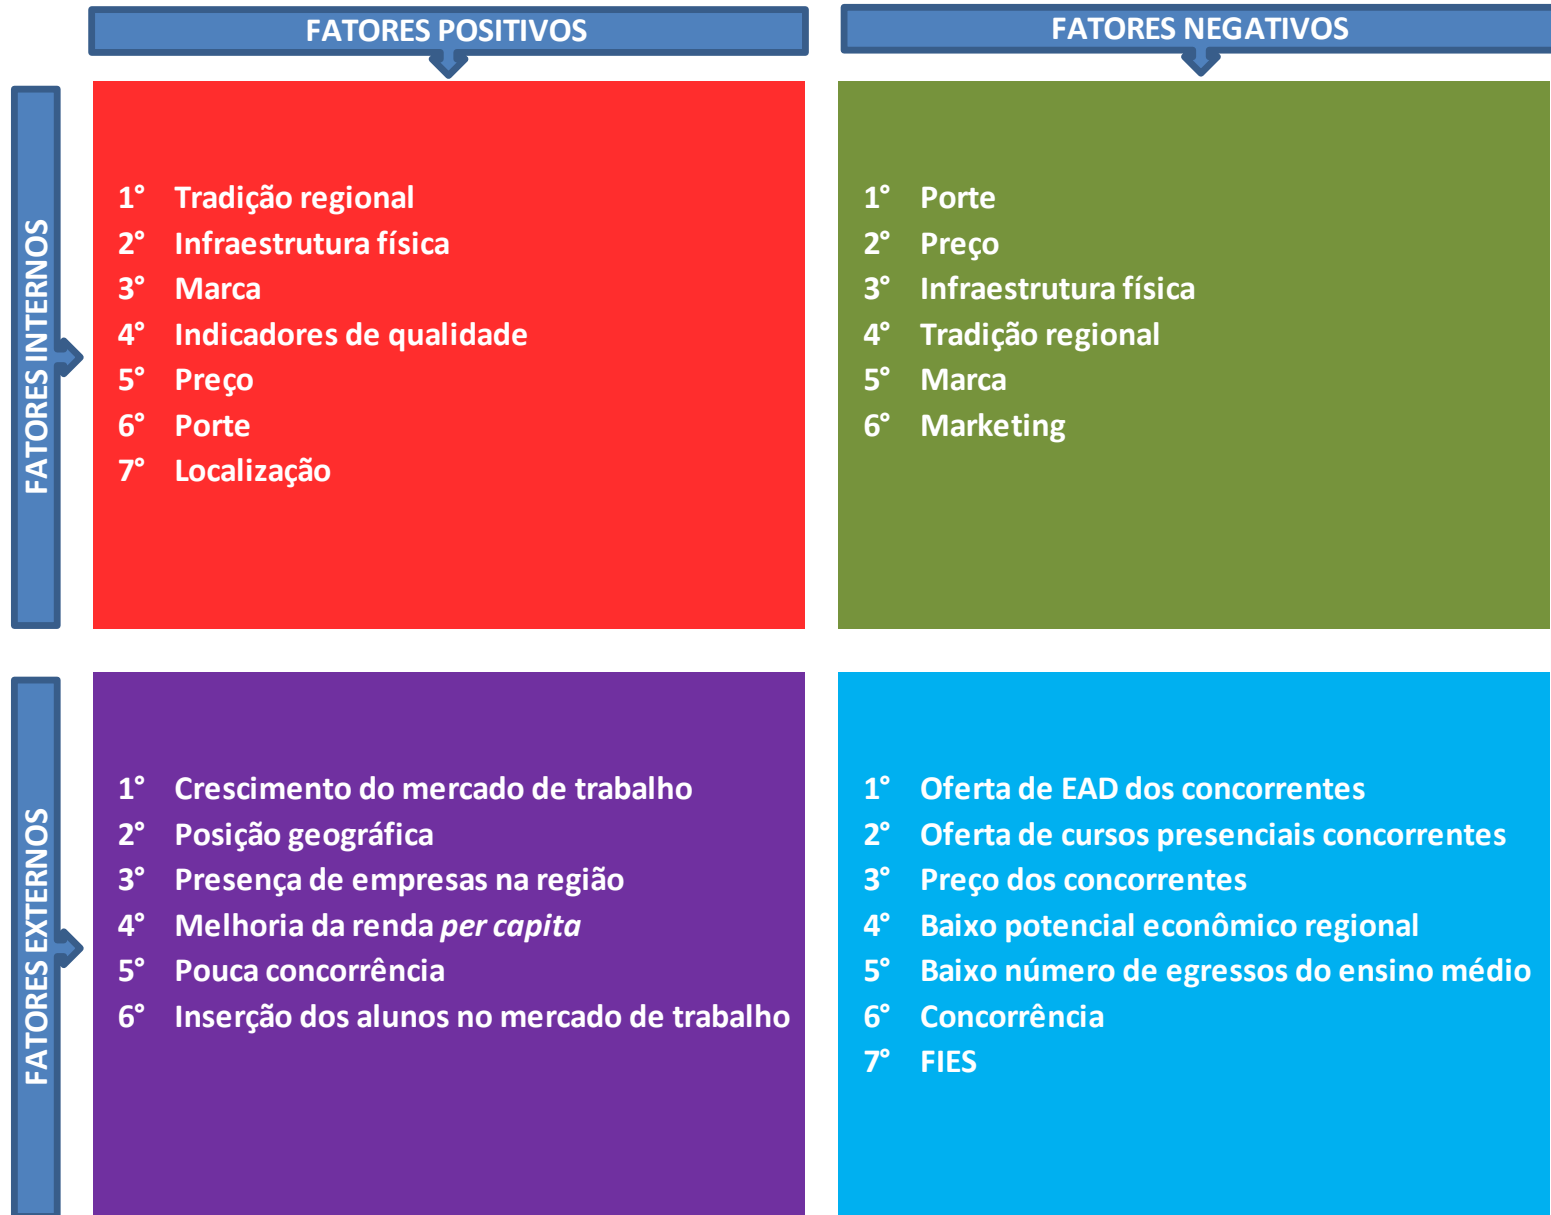 FATORES POSITIVOS
FATORES NEGATIVOS
FATORES INTERNOS
1° Tradição regional
2° Infraestrutura física
3° Marca
4° Indicadores de qualidade
5° Preço
6° Porte
7° Localização
1° Porte
2° Preço
3° Infraestrutura física
4° Tradição regional
5° Marca
6° Marketing
FATORES EXTERNOS
1° Crescimento do mercado de trabalho
2° Posição geográfica
3° Presença de empresas na região
4° Melhoria da renda per capita
5° Pouca concorrência
6° Inserção dos alunos no mercado de trabalho
1° Oferta de EAD dos concorrentes
2° Oferta de cursos presenciais concorrentes
3° Preço dos concorrentes
4° Baixo potencial econômico regional
5° Baixo número de egressos do ensino médio
6° Concorrência
7° FIES